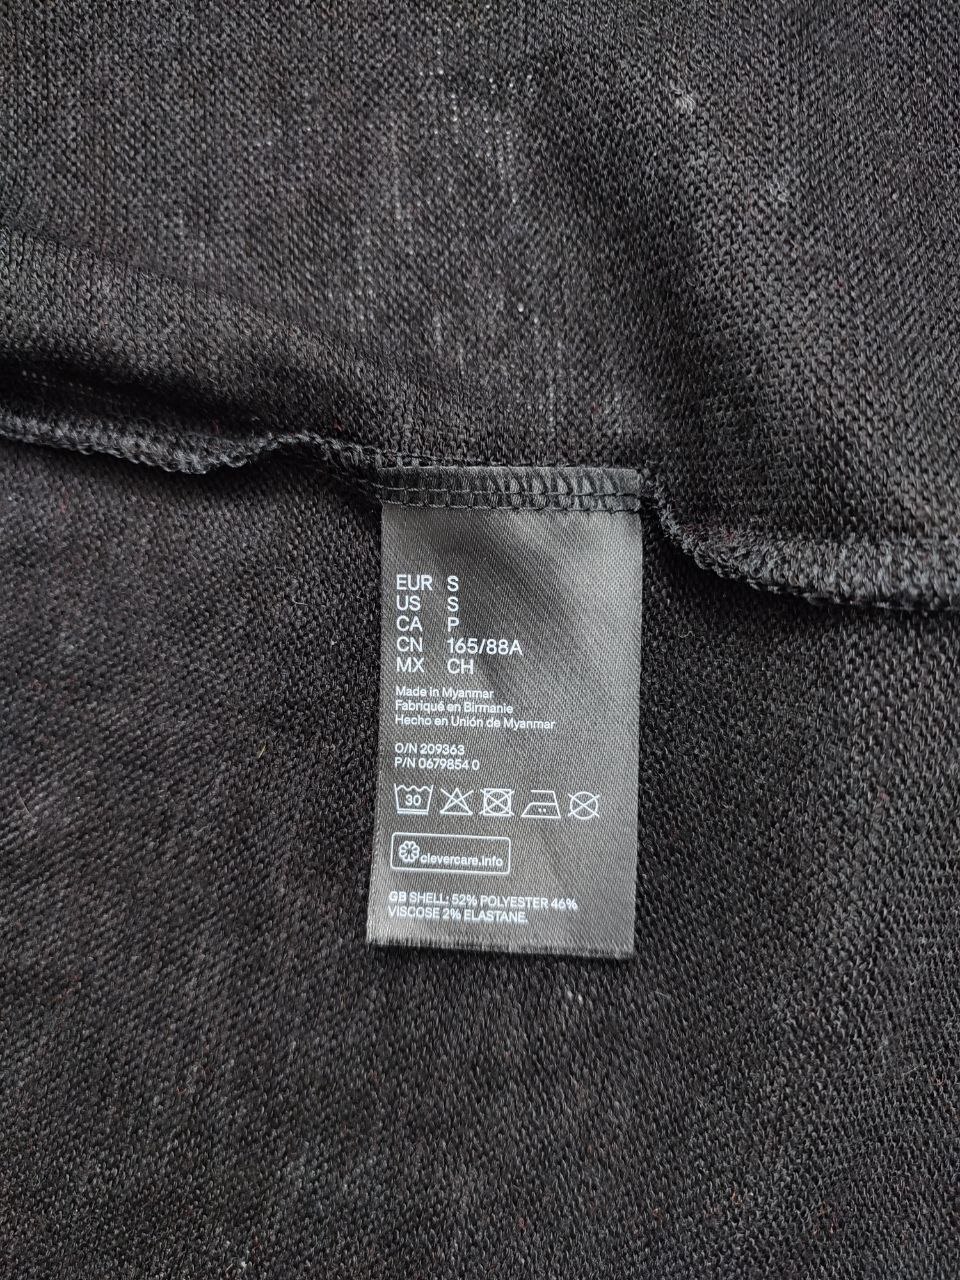 EUR S
US S
CA P
CN 165/88A
MX CH
Made in Myanmar
Fabriqué en Birmanie
Hecho en Unión de Myanmar
O/N 209363
P/N 0679854 0
30
clevercare.info
GB SHELL: 52% POLYESTER 46%
VISCOSE 2% ELASTANE.